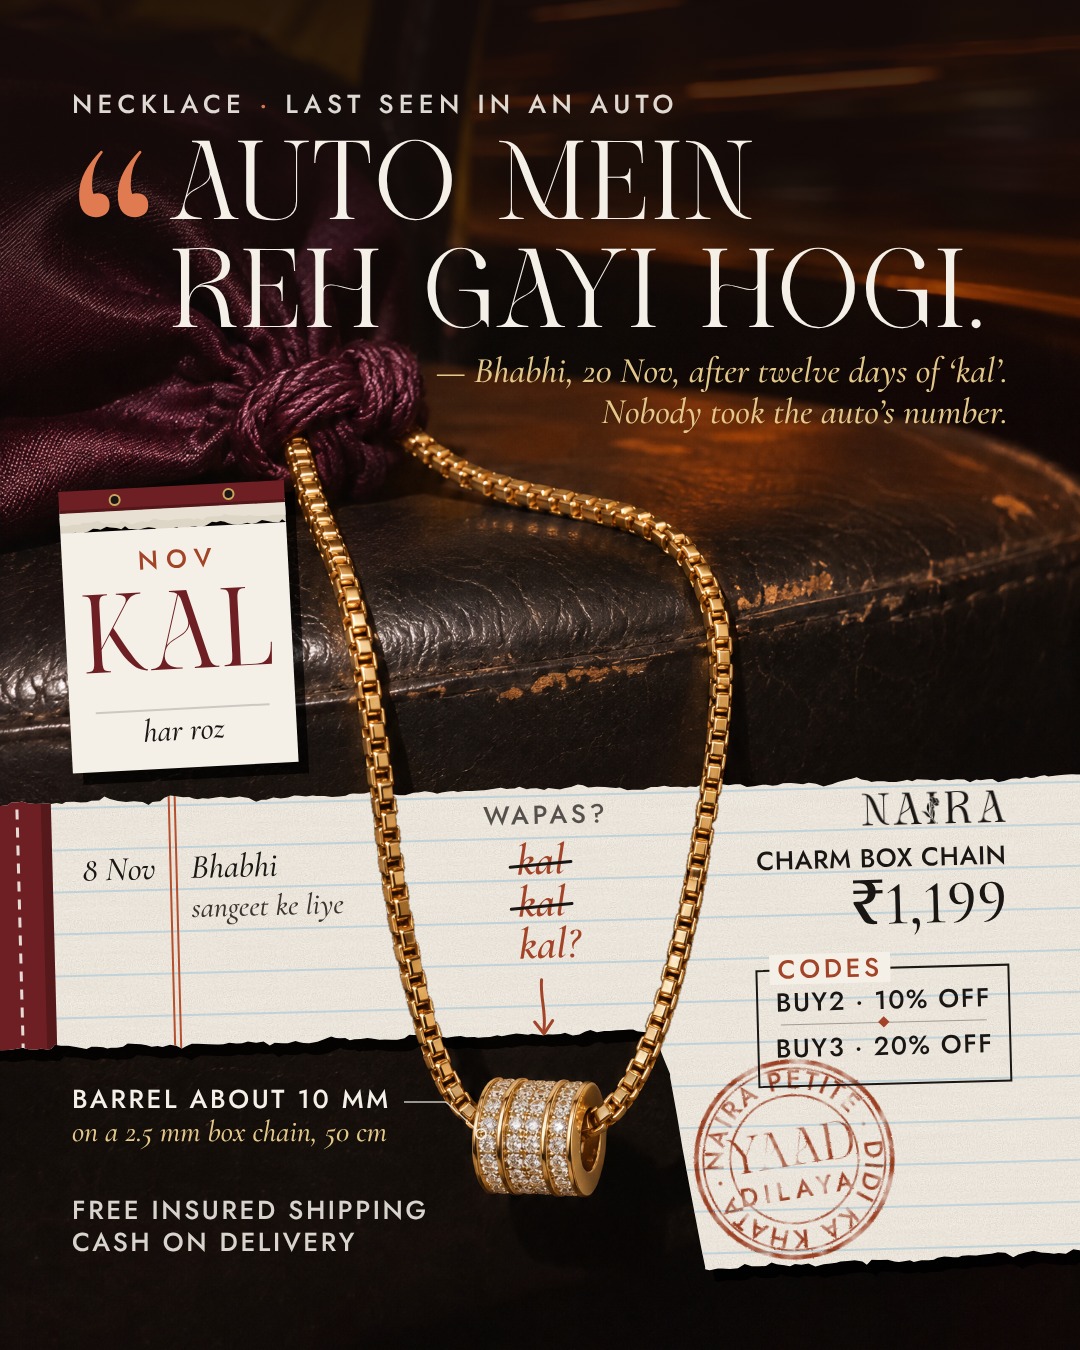 NECKLACE · LAST SEEN IN AN AUTO
“AUTO MEIN
REH GAYI HOGI.
— Bhabhi, 20 Nov, after twelve days of ‘kal’.
Nobody took the auto’s number.
NOV
KAL
har roz
8 Nov
Bhabhi
sangeet ke liye
WAPAS?
kal
kal
kal?
NAIRA
CHARM BOX CHAIN
₹1,199
CODES
BUY2 · 10% OFF
BUY3 · 20% OFF
BARREL ABOUT 10 MM
on a 2.5 mm box chain, 50 cm
FREE INSURED SHIPPING
CASH ON DELIVERY
NAIRA PETITE · DIDI KA KHATA ·
YAAD
DILAYA